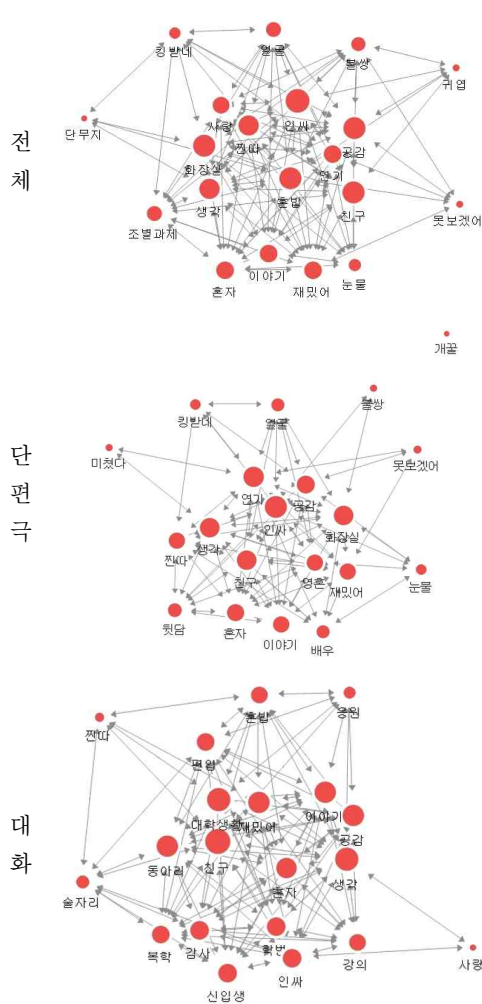 킹받네
얼굴
불쌍
귀엽
단무지
사랑
찐따
인싸
공감
연기
화장실
생각
혼밥
친구
조별과제
못보겠어
혼자
이야기
재밌어
눈물
전체
개꿀
킹받네
얼굴
불쌍
미쳤다
못보겠어
연기
공감
인싸
화장실
찐따
생각
친구
영혼
재밌어
눈물
뒷담
혼자
이야기
배우
단편극
혼밥
응원
찐따
편입
대학생활
재밌어
이야기
공감
동아리
친구
혼자
생각
술자리
복학
감사
학번
강의
신입생
인싸
사랑
대화